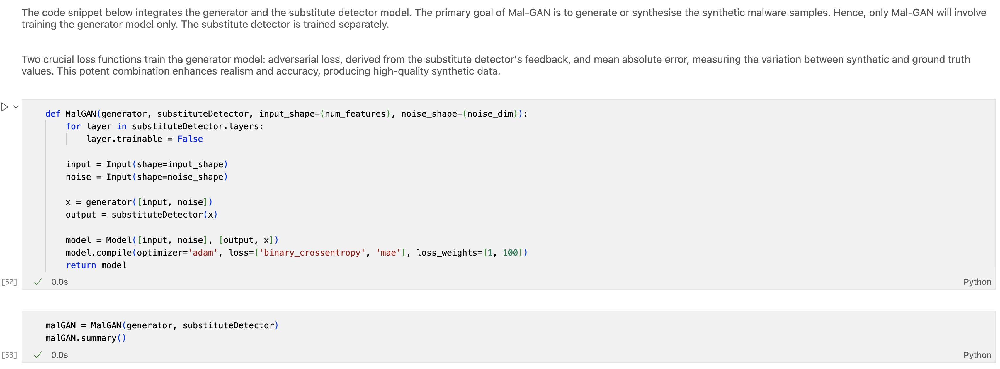 The code snippet below integrates the generator and the substitute detector model. The primary goal of Mal-GAN is to generate or synthesise the synthetic malware samples. Hence, only Mal-GAN will involve
training the generator model only. The substitute detector is trained separately.
Two crucial loss functions train the generator model: adversarial loss, derived from the substitute detector's feedback, and mean absolute error, measuring the variation between synthetic and ground truth
values. This potent combination enhances realism and accuracy, producing high-quality synthetic data.
def MalGAN(generator, substituteDetector, input_shape=(num_features), noise_shape=(noise_dim)):
    for layer in substituteDetector.layers:
        layer.trainable = False
    input = Input(shape=input_shape)
    noise = Input(shape=noise_shape)
    x = generator([input, noise])
    output = substituteDetector(x)
    model = Model([input, noise], [output, x])
    model.compile(optimizer='adam', loss=['binary_crossentropy', 'mae'], loss_weights=[1, 100])
    return model
[52] ✓ 0.0s Python
malGAN = MalGAN(generator, substituteDetector)
malGAN.summary()
[53] ✓ 0.0s Python